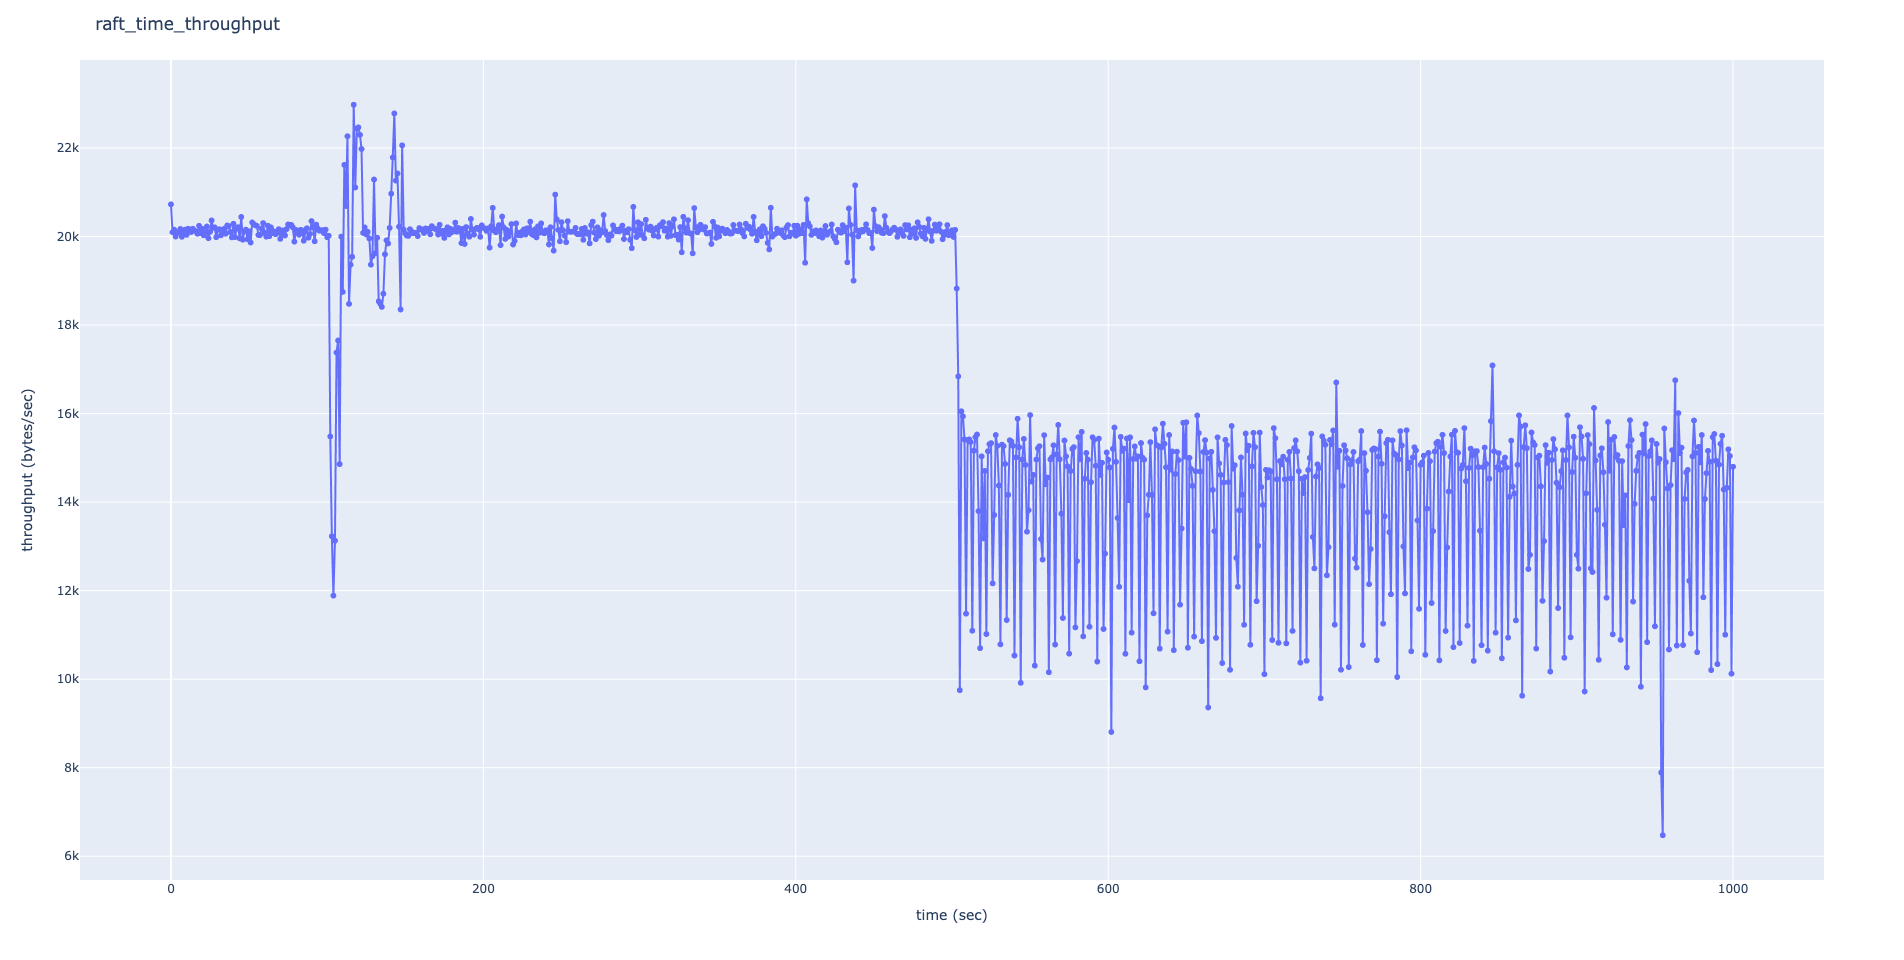 raft_time_throughput
throughput (bytes/sec)
22k
20k
18k
16k
14k
12k
10k
8k
6k
0
200
400
600
800
1000
time (sec)